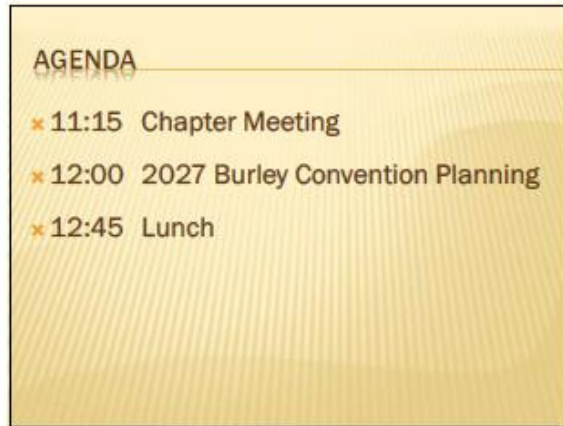 AGENDA
11:15 Chapter Meeting
12:00 2027 Burley Convention Planning
12:45 Lunch